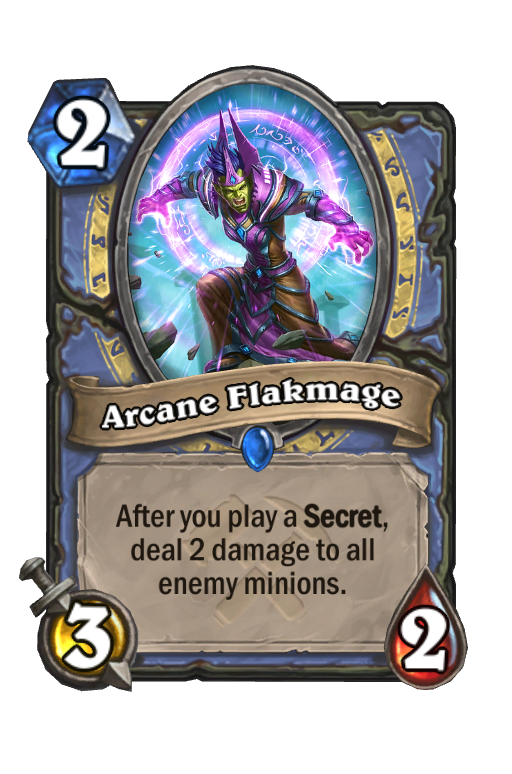 2
Arcane Flakmage
After you play a Secret,
deal 2 damage to all
enemy minions.
3
2